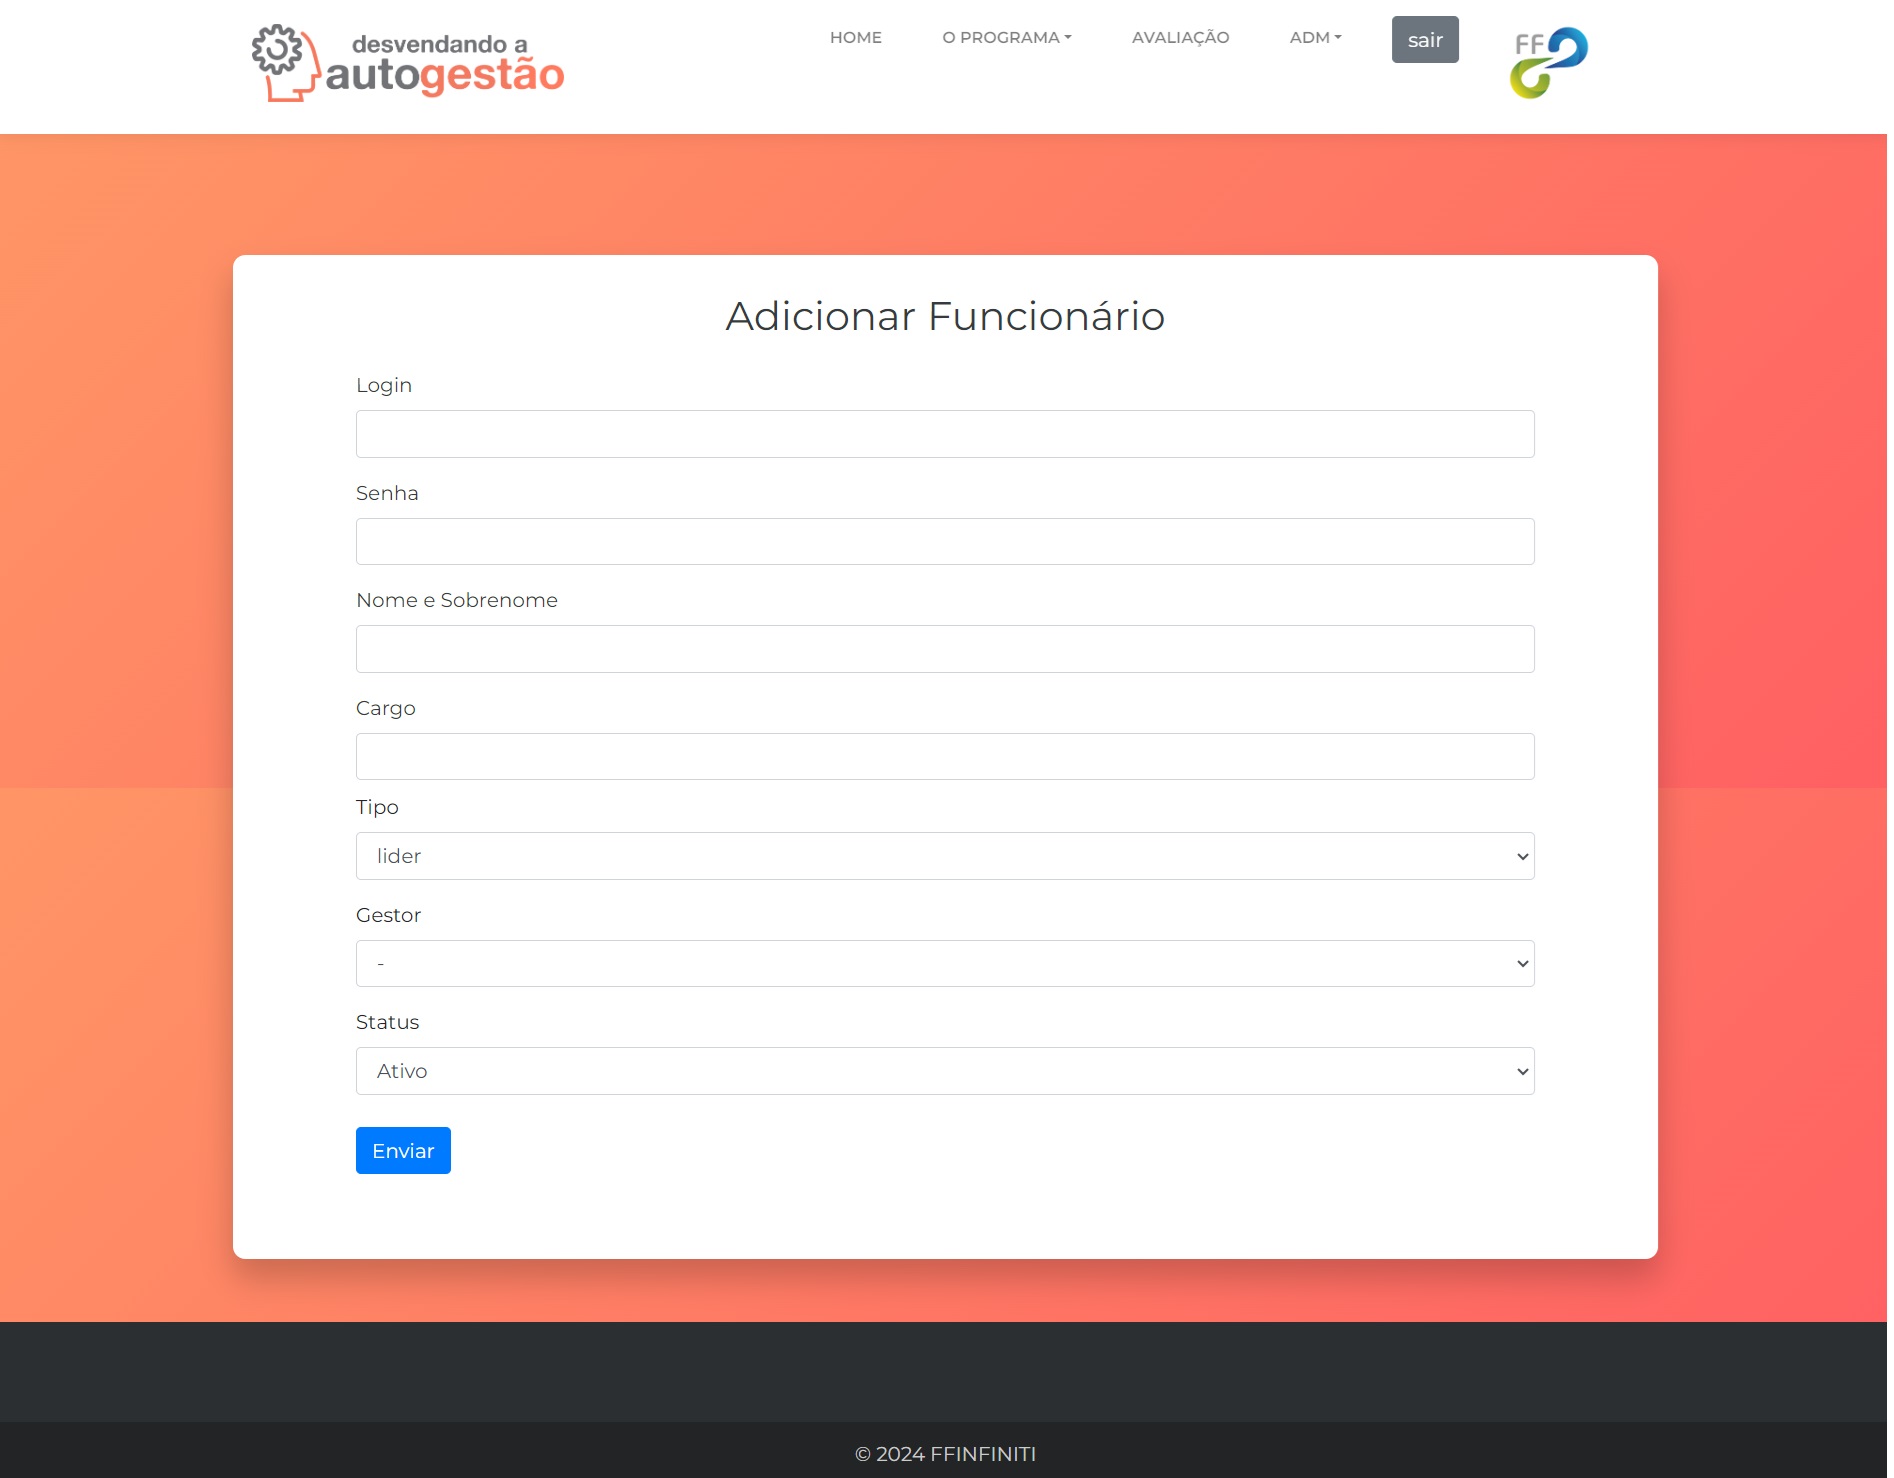 desvendando a
autogestão
HOME
O PROGRAMA
AVALIAÇÃO
ADM
sair
FF
Adicionar Funcionário
Login
Senha
Nome e Sobrenome
Cargo
Tipo
lider
Gestor
-
Status
Ativo
Enviar
© 2024 FFINFINITI